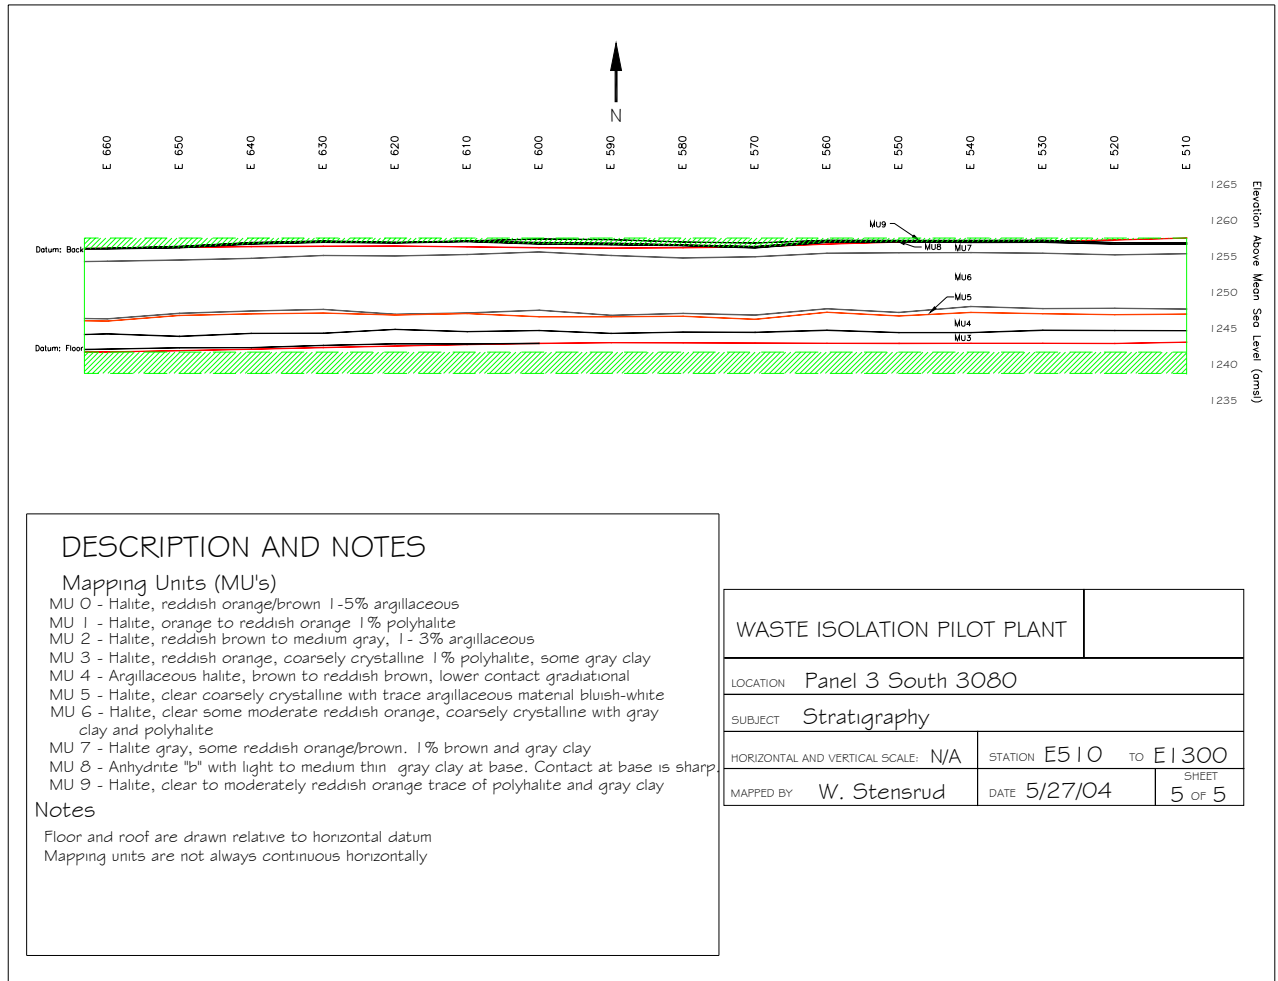 N
E 660
E 650
E 640
E 630
E 620
E 610
E 600
E 590
E 580
E 570
E 560
E 550
E 540
E 530
E 520
E 510
1265
1260
1255
1250
1245
1240
1235
Elevation Above Mean Sea Level (amsl)
Datum: Back
Datum: Floor
MU9
MU8
MU7
MU6
MU5
MU4
MU3
DESCRIPTION AND NOTES
Mapping Units (MU's)
MU 0 - Halite, reddish orange/brown 1-5% argillaceous
MU 1 - Halite, orange to reddish orange 1% polyhalite
MU 2 - Halite, reddish brown to medium gray, 1- 3% argillaceous
MU 3 - Halite, reddish orange, coarsely crystalline 1% polyhalite, some gray clay
MU 4 - Argillaceous halite, brown to reddish brown, lower contact gradiational
MU 5 - Halite, clear coarsely crystalline with trace argillaceous material bluish-white
MU 6 - Halite, clear some moderate reddish orange, coarsely crystalline with gray
clay and polyhalite
MU 7 - Halite gray, some reddish orange/brown. 1% brown and gray clay
MU 8 - Anhydrite "b" with light to medium thin gray clay at base. Contact at base is sharp.
MU 9 - Halite, clear to moderately reddish orange trace of polyhalite and gray clay
Notes
Floor and roof are drawn relative to horizontal datum
Mapping units are not always continuous horizontally
WASTE ISOLATION PILOT PLANT
LOCATION Panel 3 South 3080
SUBJECT Stratigraphy
HORIZONTAL AND VERTICAL SCALE: N/A
STATION E510 TO E1300
MAPPED BY W. Stensrud
DATE 5/27/04
SHEET
5 OF 5